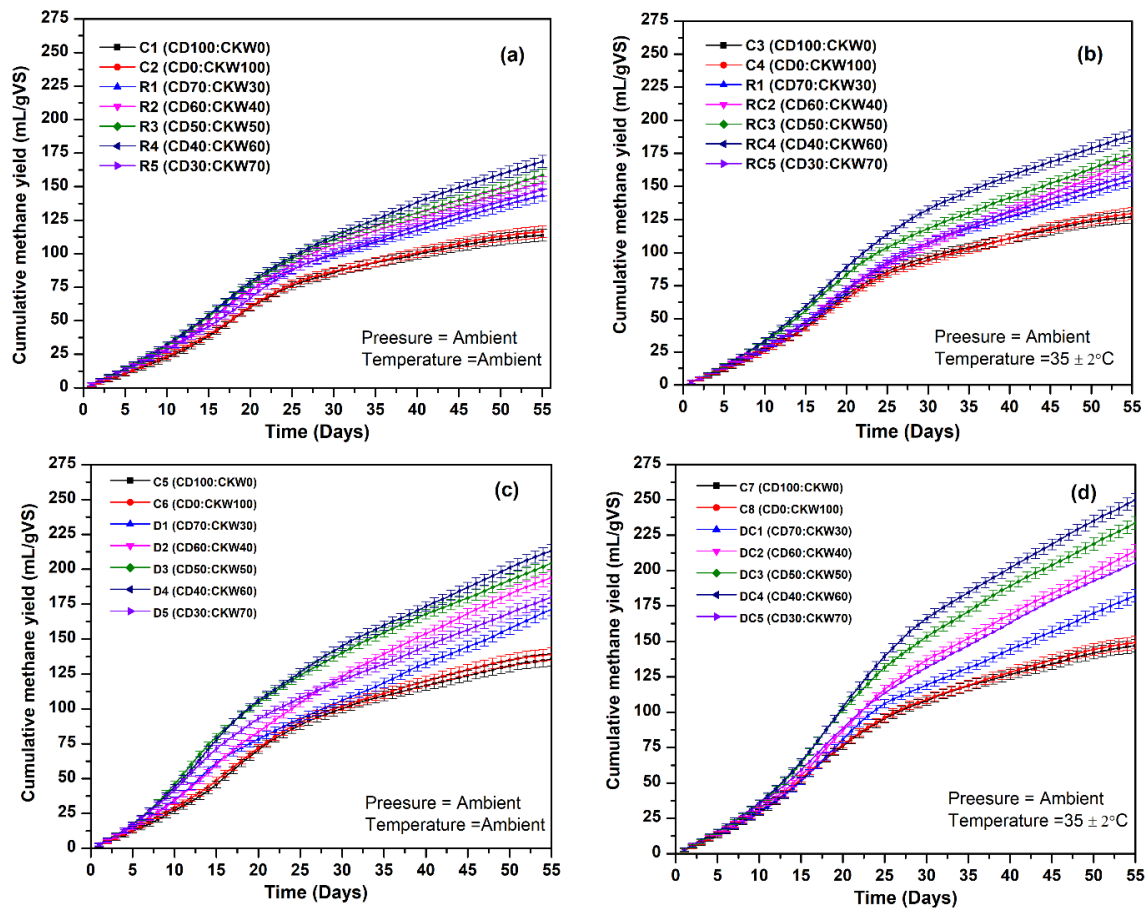 (a)
C1 (CD100:CKW0)
C2 (CD0:CKW100)
R1 (CD70:CKW30)
R2 (CD60:CKW40)
R3 (CD50:CKW50)
R4 (CD40:CKW60)
R5 (CD30:CKW70)
Preesure = Ambient
Temperature =Ambient
Cumulative methane yield (mL/gVS)
275
250
225
200
175
150
125
100
75
50
25
0
0 5 10 15 20 25 30 35 40 45 50 55
Time (Days)
(b)
C3 (CD100:CKW0)
C4 (CD0:CKW100)
R1 (CD70:CKW30)
RC2 (CD60:CKW40)
RC3 (CD50:CKW50)
RC4 (CD40:CKW60)
RC5 (CD30:CKW70)
Preesure = Ambient
Temperature =35 ± 2°C
Cumulative methane yield (mL/gVS)
275
250
225
200
175
150
125
100
75
50
25
0
0 5 10 15 20 25 30 35 40 45 50 55
Time (Days)
(c)
C5 (CD100:CKW0)
C6 (CD0:CKW100)
D1 (CD70:CKW30)
D2 (CD60:CKW40)
D3 (CD50:CKW50)
D4 (CD40:CKW60)
D5 (CD30:CKW70)
Preesure = Ambient
Temperature =Ambient
Cumulative methane yield (mL/gVS)
275
250
225
200
175
150
125
100
75
50
25
0
0 5 10 15 20 25 30 35 40 45 50 55
Time (Days)
(d)
C7 (CD100:CKW0)
C8 (CD0:CKW100)
DC1 (CD70:CKW30)
DC2 (CD60:CKW40)
DC3 (CD50:CKW50)
DC4 (CD40:CKW60)
DC5 (CD30:CKW70)
Preesure = Ambient
Temperature =35 ± 2°C
Cumulative methane yield (mL/gVS)
275
250
225
200
175
150
125
100
75
50
25
0
0 5 10 15 20 25 30 35 40 45 50 55
Time (Days)